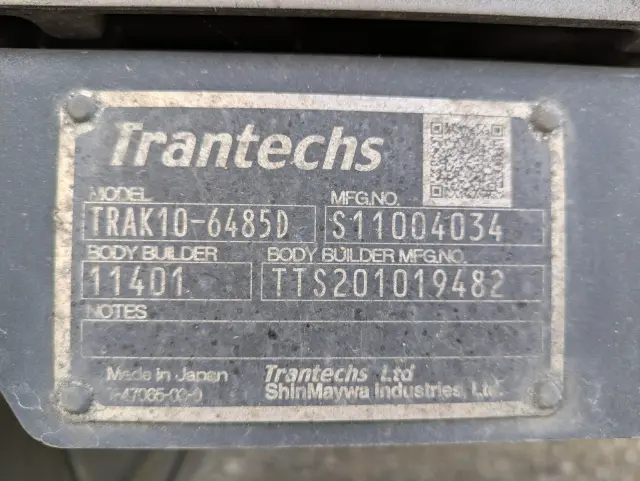 Trantechs
MODEL MFG.NO.
TRAK10-6485D S11004034
BODY BUILDER BODY BUILDER MFG.NO.
11401 TTS201019482
NOTES
Made in Japan Trantechs Ltd
ShinMaywa Industries, Ltd.